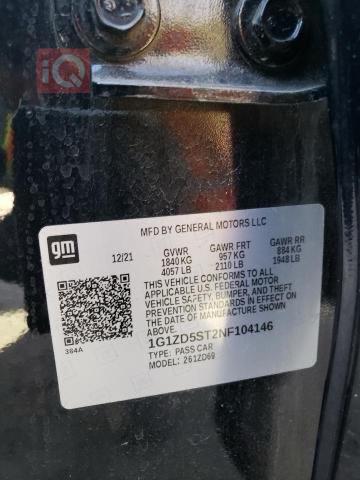 iQ
MFD BY GENERAL MOTORS LLC
gm
12/21 GVWR GAWR FRT GAWR RR
1840 KG 957 KG 884 KG
4057 LB 2110 LB 1948 LB
THIS VEHICLE CONFORMS TO ALL
APPLICABLE U.S. FEDERAL MOTOR
VEHICLE SAFETY, BUMPER, AND THEFT
PREVENTION STANDARDS IN EFFECT ON
THE DATE OF MANUFACTURE SHOWN
ABOVE.
384A
1G1ZD5ST2NF104146
TYPE: PASS CAR
MODEL: 261ZD69